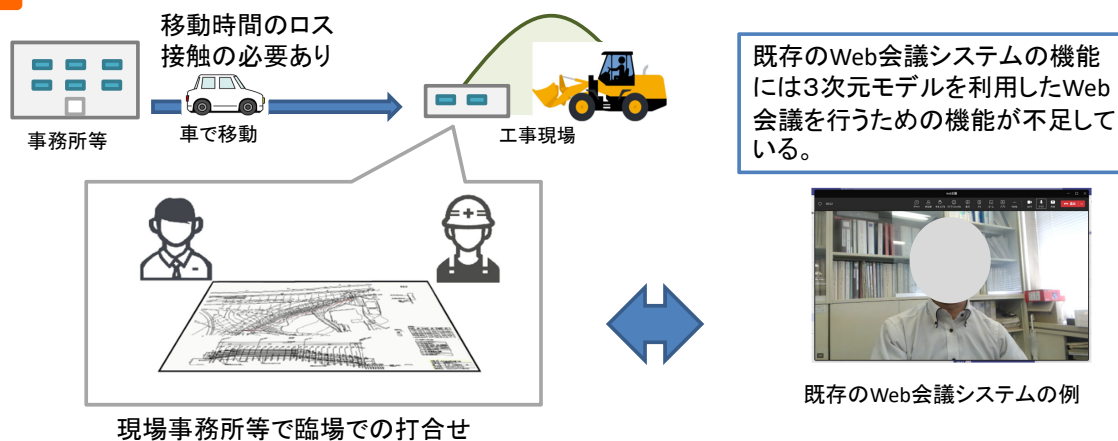 移動時間のロス
接触の必要あり
事務所等
車で移動
工事現場
既存のWeb会議システムの機能
には３次元モデルを利用したWeb
会議を行うための機能が不足して
いる。
現場事務所等で臨場での打合せ
既存のWeb会議システムの例